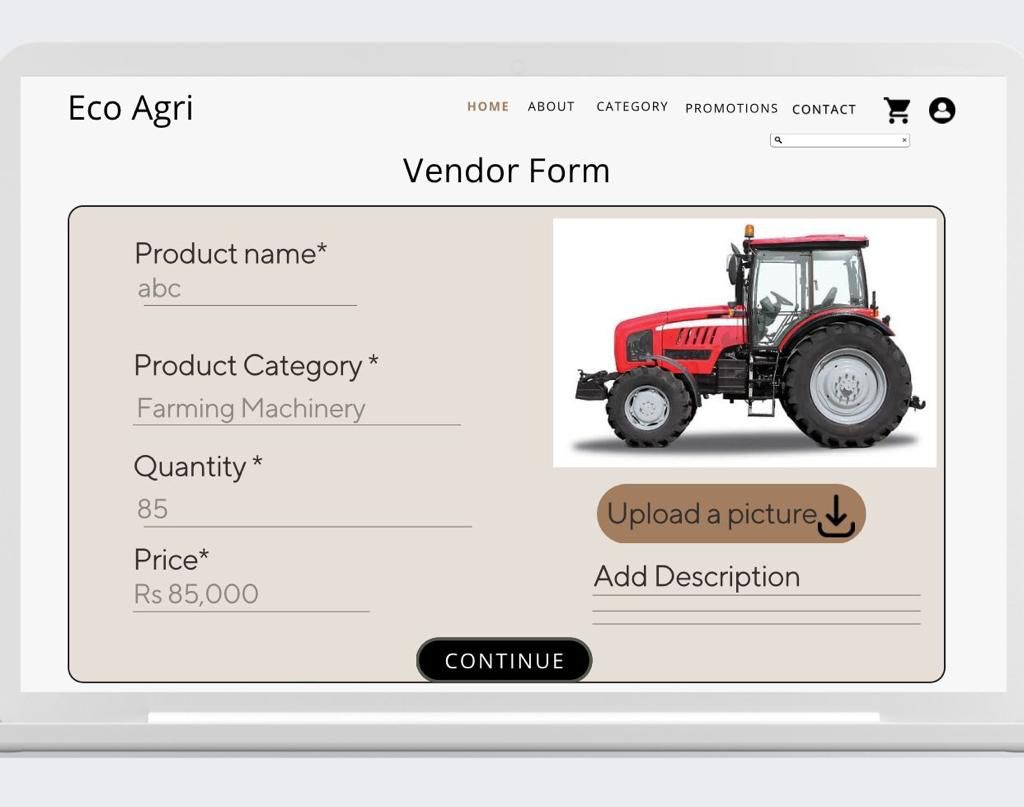 Eco Agri
HOME ABOUT CATEGORY PROMOTIONS CONTACT
Vendor Form
Product name*
abc
Product Category *
Farming Machinery
Quantity *
85
Price*
Rs 85,000
Upload a picture
Add Description
CONTINUE